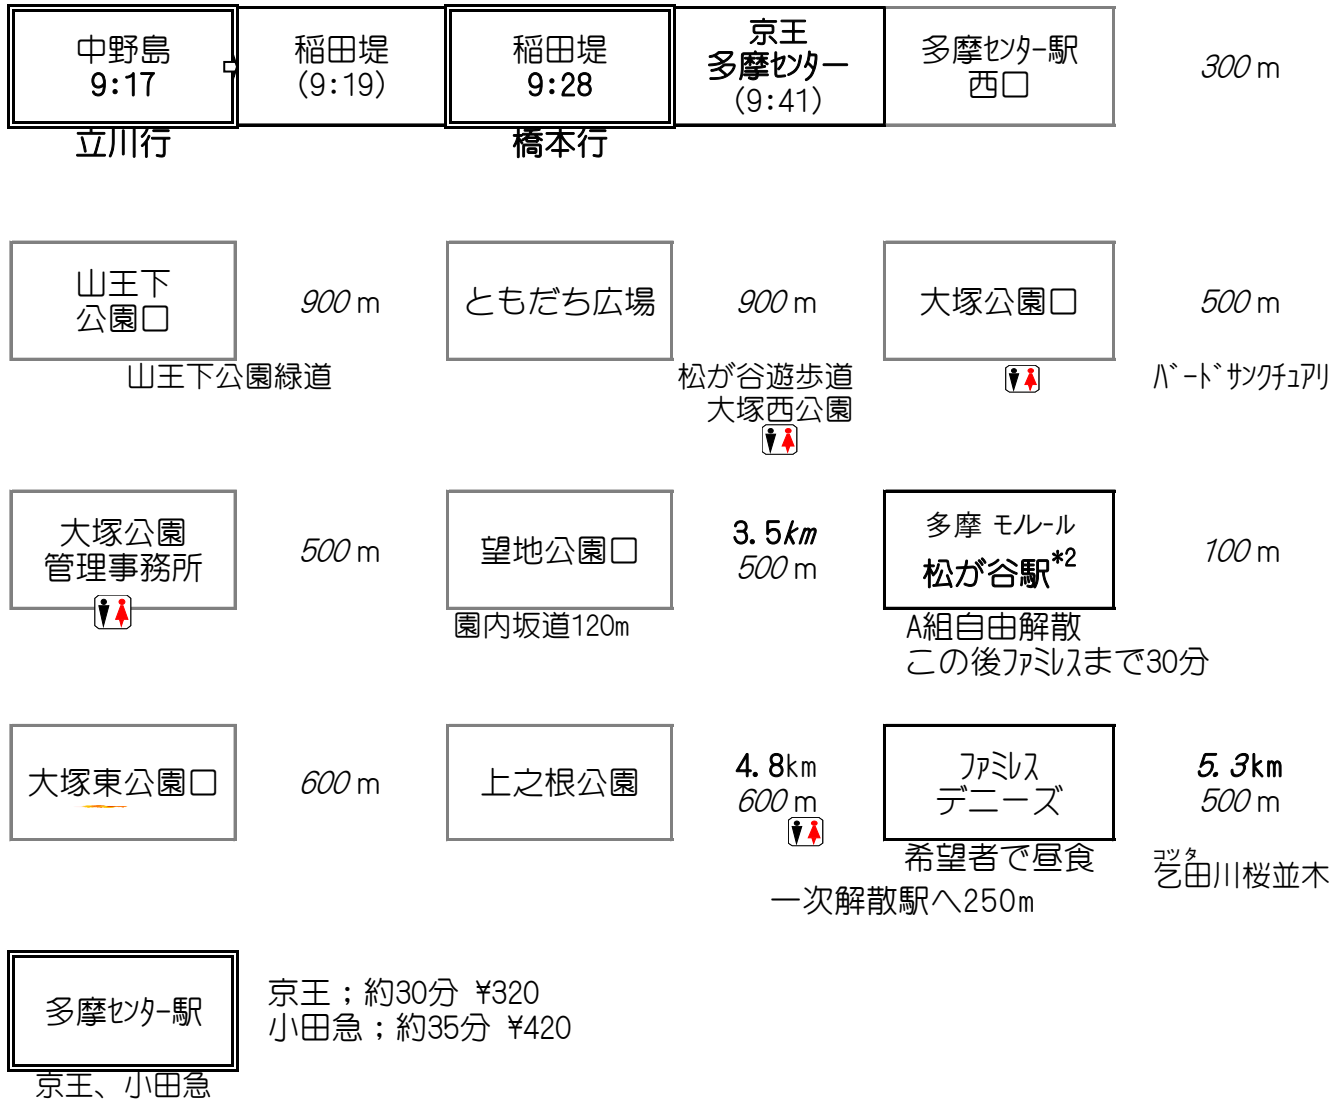 中野島
9:17
立川行
⇨
稲田堤
(9:19)
稲田堤
9:28
橋本行
京王
多摩ｾﾝﾀｰ
(9:41)
多摩ｾﾝﾀｰ駅
西口
300 m
山王下
公園口
900 m
山王下公園緑道
ともだち広場
900 m
松が谷遊歩道
大塚西公園
大塚公園口
500 m
ﾊﾞｰﾄﾞｻﾝｸﾁｭｱﾘ
大塚公園
管理事務所
500 m
望地公園口
園内坂道120m
3.5km
500 m
多摩 ﾓﾉﾚｰﾙ
松が谷駅*2
A組自由解散
この後ﾌｧﾐﾚｽまで30分
100 m
大塚東公園口
600 m
上之根公園
4.8km
600 m
ﾌｧﾐﾚｽ
デニーズ
希望者で昼食
一次解散駅へ250m
5.3km
500 m
コツタ
乞田川桜並木
多摩ｾﾝﾀｰ駅
京王、小田急
京王；約30分 ¥320
小田急；約35分 ¥420